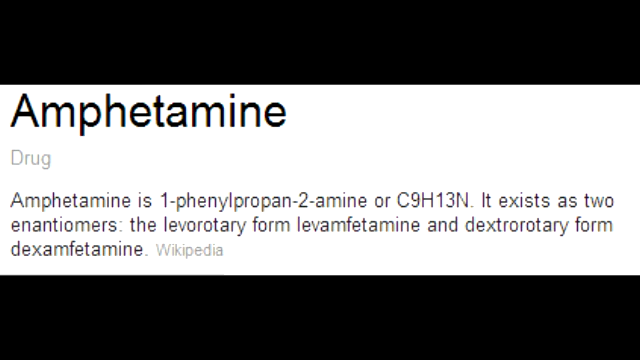 Amphetamine
Drug
Amphetamine is 1-phenylpropan-2-amine or C9H13N. It exists as two
enantiomers: the levorotary form levamfetamine and dextrorotary form
dexamfetamine. Wikipedia